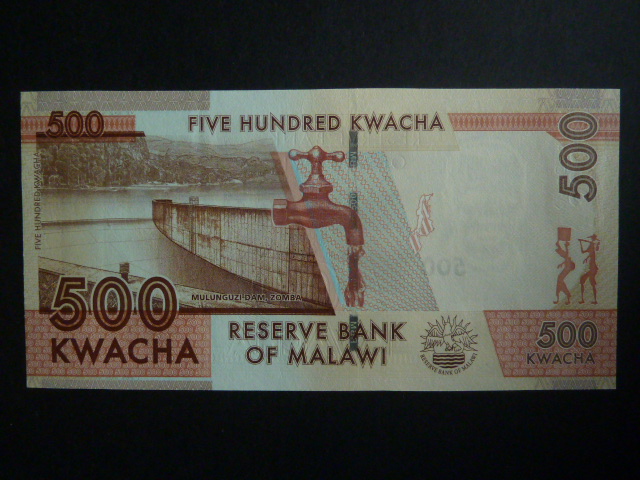 500
FIVE HUNDRED KWACHA
500
FIVE HUNDRED KWACHA
MULUNGUZI DAM, ZOMBA
500
KWACHA
RESERVE BANK
OF MALAWI
RESERVE BANK OF MALAWI
500
KWACHA